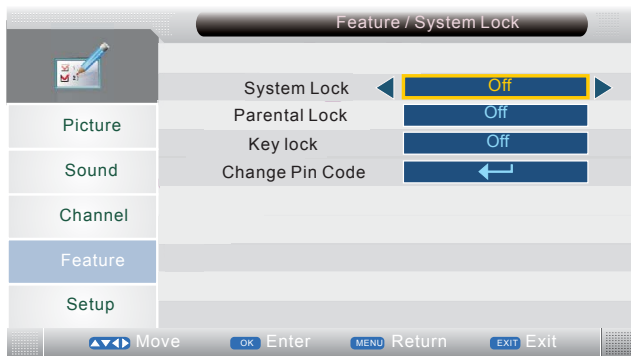 Feature / System Lock
System Lock Off
Parental Lock Off
Key lock Off
Change Pin Code
Picture
Sound
Channel
Feature
Setup
Move OK Enter MENU Return EXIT Exit